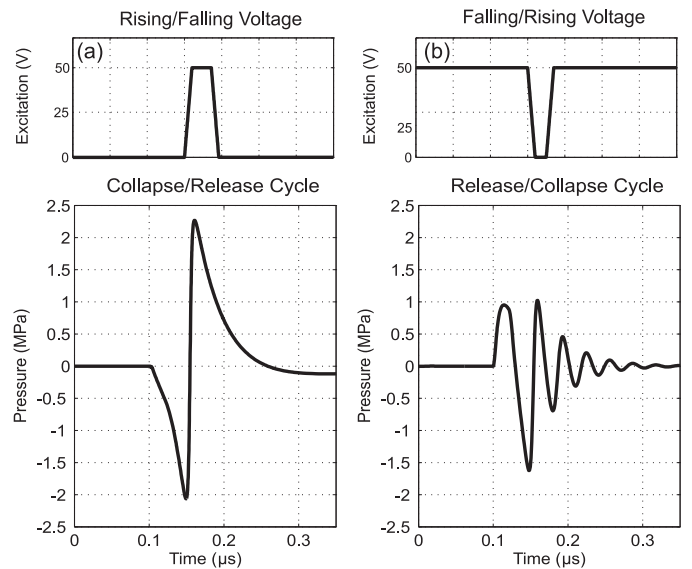 Rising/Falling Voltage
(a)
Excitation (V)
50
25
0
Collapse/Release Cycle
Pressure (MPa)
2.5
2
1.5
1
0.5
0
-0.5
-1
-1.5
-2
-2.5
0 0.1 0.2 0.3
Time (µs)
Falling/Rising Voltage
(b)
Excitation (V)
50
25
0
Release/Collapse Cycle
Pressure (MPa)
2.5
2
1.5
1
0.5
0
-0.5
-1
-1.5
-2
-2.5
0 0.1 0.2 0.3
Time (µs)